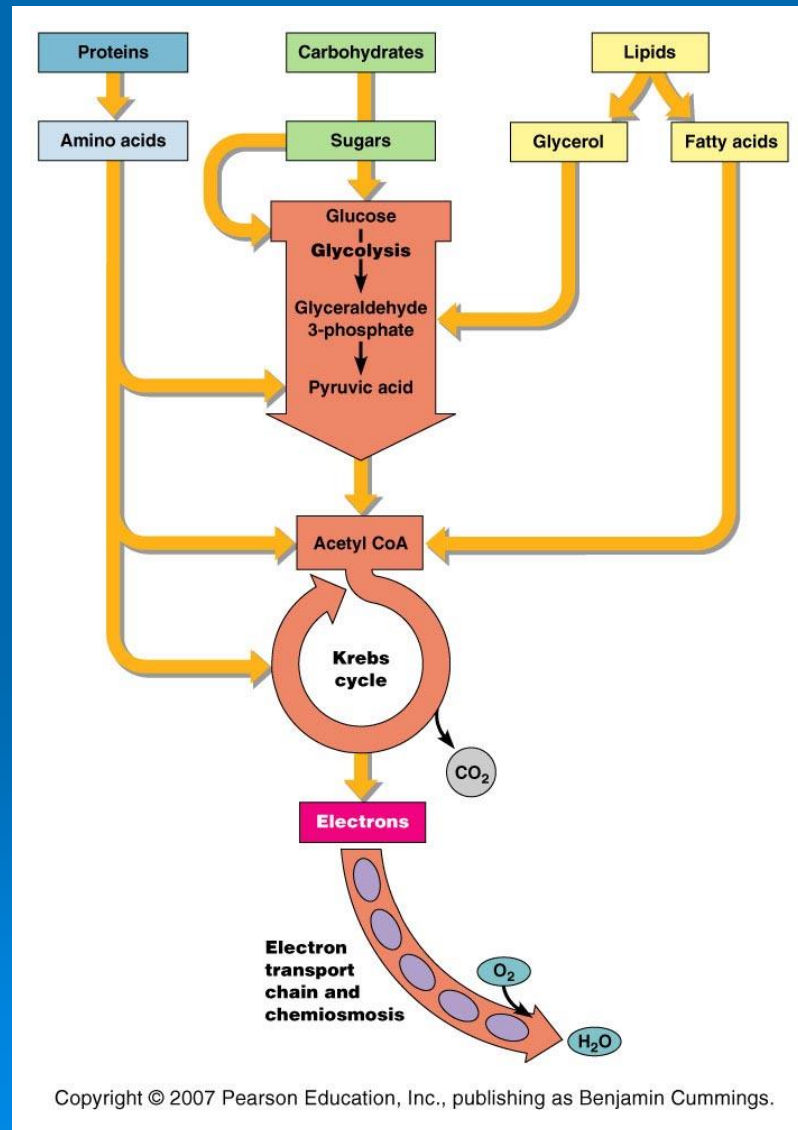 Proteins
Carbohydrates
Lipids
Amino acids
Sugars
Glycerol
Fatty acids
Glucose
Glycolysis
Glyceraldehyde
3-phosphate
Pyruvic acid
Acetyl CoA
Krebs
cycle
CO₂
Electrons
Electron
transport
chain and
chemiosmosis
O₂
H₂O
Copyright © 2007 Pearson Education, Inc., publishing as Benjamin Cummings.